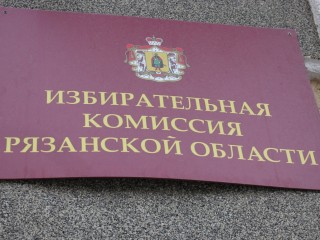 ИЗБИРАТЕЛЬНАЯ
КОМИССИЯ
РЯЗАНСКОЙ ОБЛАСТИ